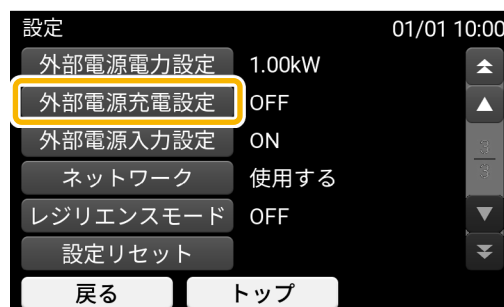 設定 01/01 10:00
外部電源電力設定 1.00kW
外部電源充電設定 OFF
外部電源入力設定 ON
ネットワーク 使用する
レジリエンスモード OFF
設定リセット
3
3
戻る トップ